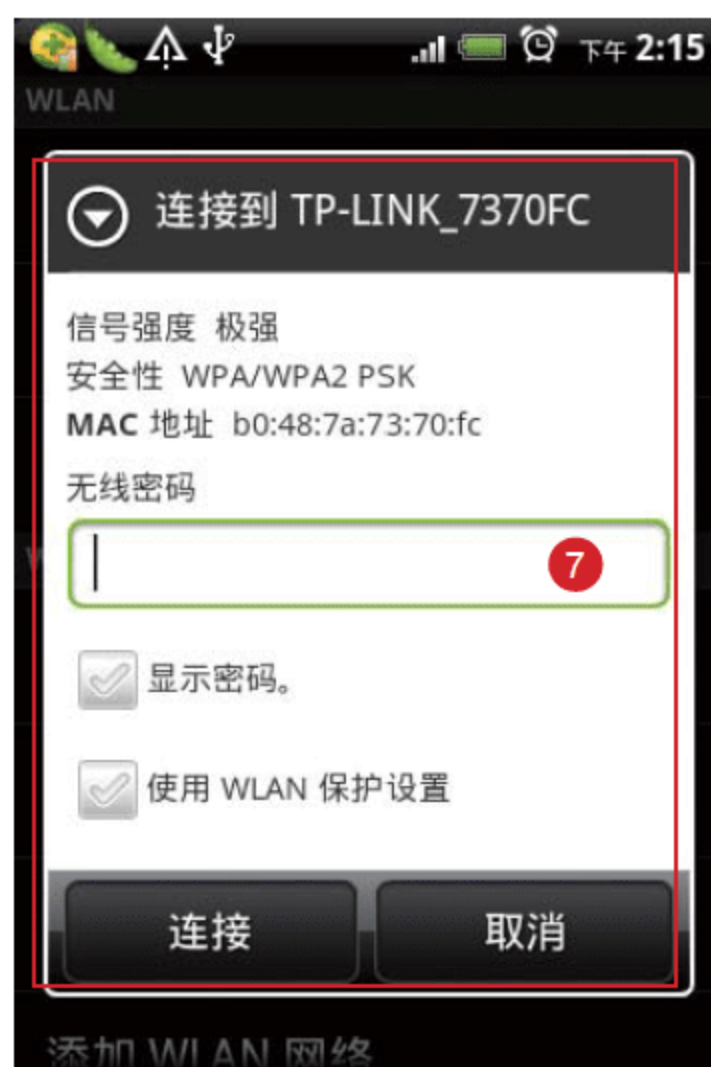 下午 2:15
WLAN
连接到 TP-LINK_7370FC
信号强度 极强
安全性 WPA/WPA2 PSK
MAC 地址 b0:48:7a:73:70:fc
无线密码
7
显示密码。
使用 WLAN 保护设置
连接 取消
添加 WLAN 网络